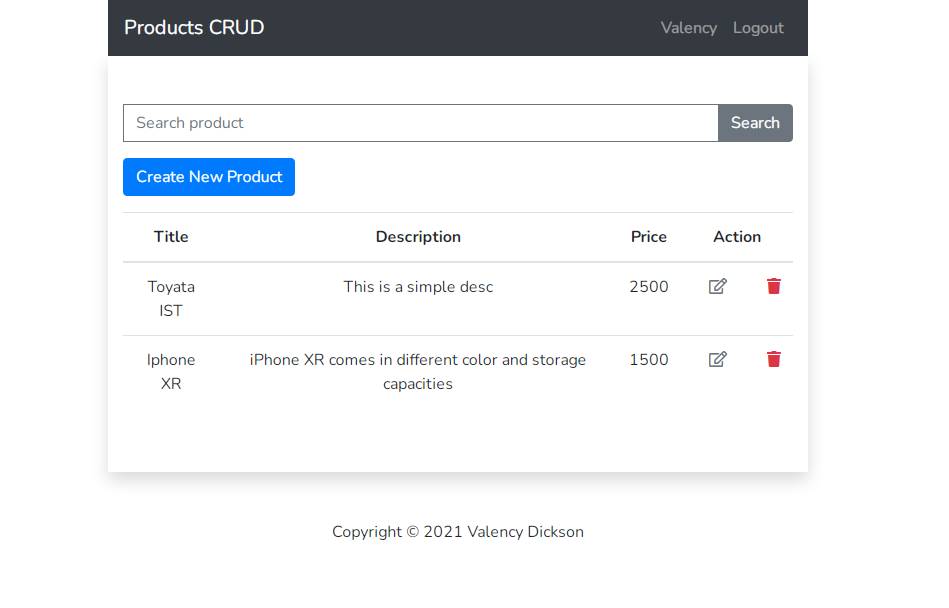 Products CRUD Valency Logout
Search product Search
Create New Product
Title Description Price Action
Toyata This is a simple desc 2500
IST
Iphone iPhone XR comes in different color and storage 1500
XR capacities
Copyright © 2021 Valency Dickson